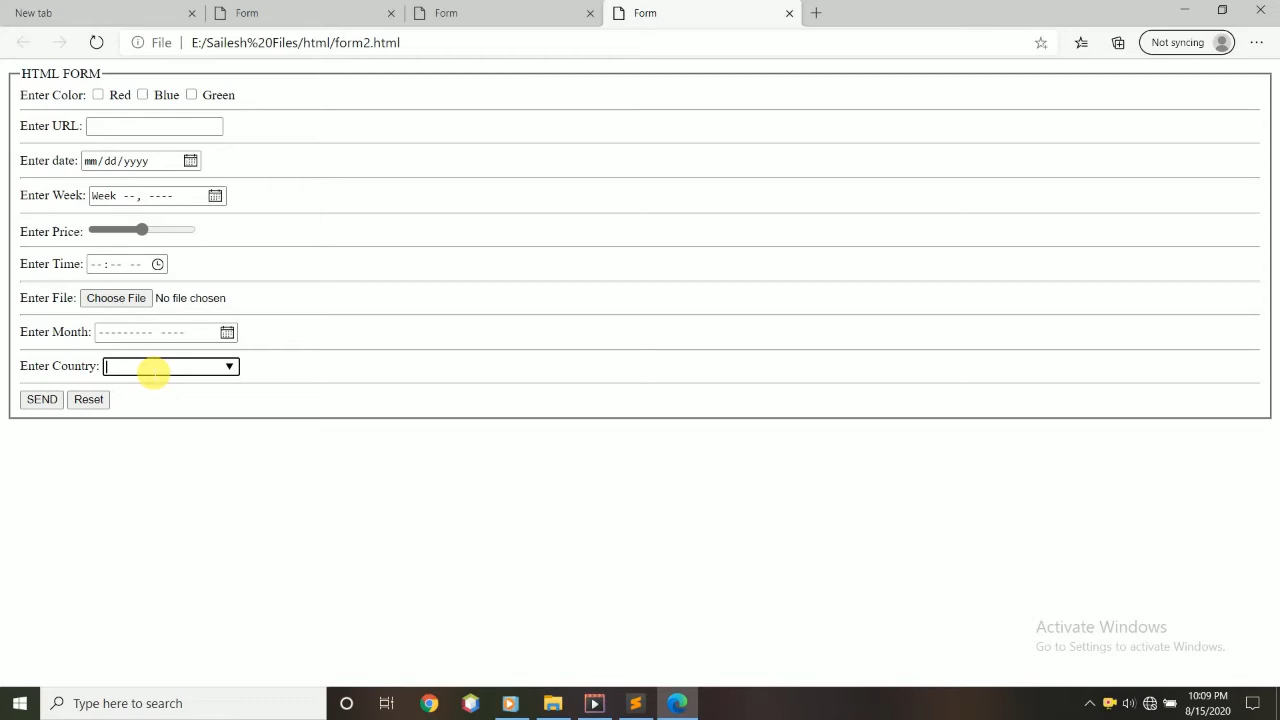 New tab
Form
Form
Form
File E:/Sailesh%20Files/html/form2.html
Not syncing
HTML FORM
Enter Color: Red Blue Green
Enter URL:
Enter date: mm/dd/yyyy
Enter Week: Week --, ----
Enter Price:
Enter Time: --:-- --
Enter File: Choose File No file chosen
Enter Month: --------- ----
Enter Country:
SEND Reset
Activate Windows
Go to Settings to activate Windows.
Type here to search
10:09 PM
8/15/2020